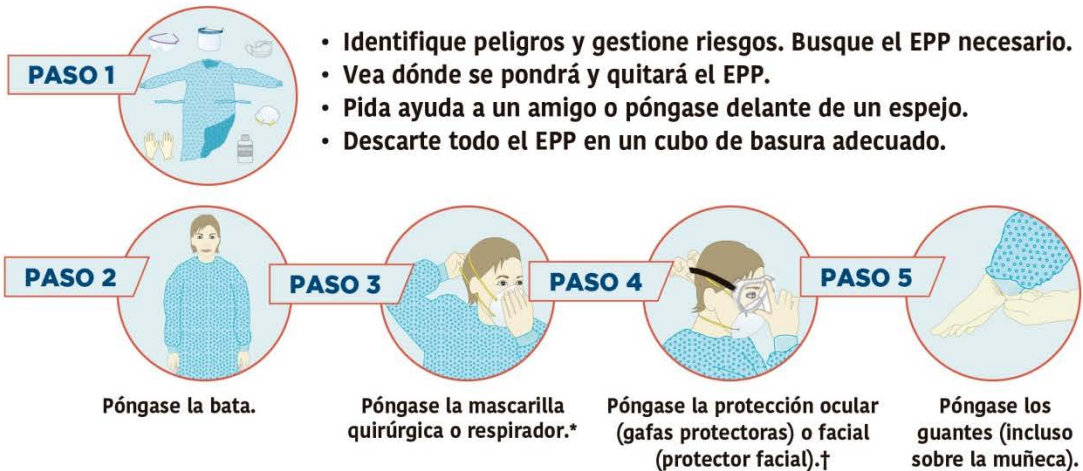 PASO 1
• Identifique peligros y gestione riesgos. Busque el EPP necesario.
• Vea dónde se pondrá y quitará el EPP.
• Pida ayuda a un amigo o póngase delante de un espejo.
• Descarte todo el EPP en un cubo de basura adecuado.
PASO 2
Póngase la bata.
PASO 3
Póngase la mascarilla
quirúrgica o respirador.*
PASO 4
Póngase la protección ocular
(gafas protectoras) o facial
(protector facial).†
PASO 5
Póngase los
guantes (incluso
sobre la muñeca).